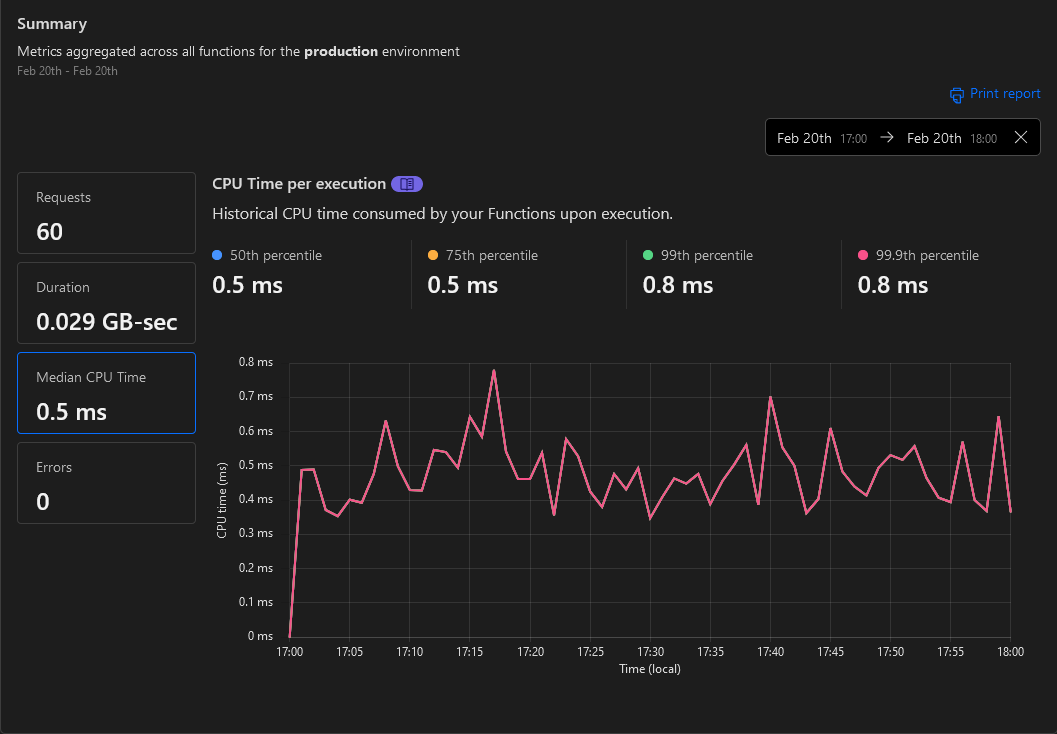 Summary
Metrics aggregated across all functions for the production environment
Feb 20th - Feb 20th
Print report
Feb 20th 17:00 → Feb 20th 18:00
Requests
60
Duration
0.029 GB-sec
Median CPU Time
0.5 ms
Errors
0
CPU Time per execution
Historical CPU time consumed by your Functions upon execution.
50th percentile
0.5 ms
75th percentile
0.5 ms
99th percentile
0.8 ms
99.9th percentile
0.8 ms
CPU time (ms)
0.8 ms
0.7 ms
0.6 ms
0.5 ms
0.4 ms
0.3 ms
0.2 ms
0.1 ms
0 ms
17:00 17:05 17:10 17:15 17:20 17:25 17:30 17:35 17:40 17:45 17:50 17:55 18:00
Time (local)